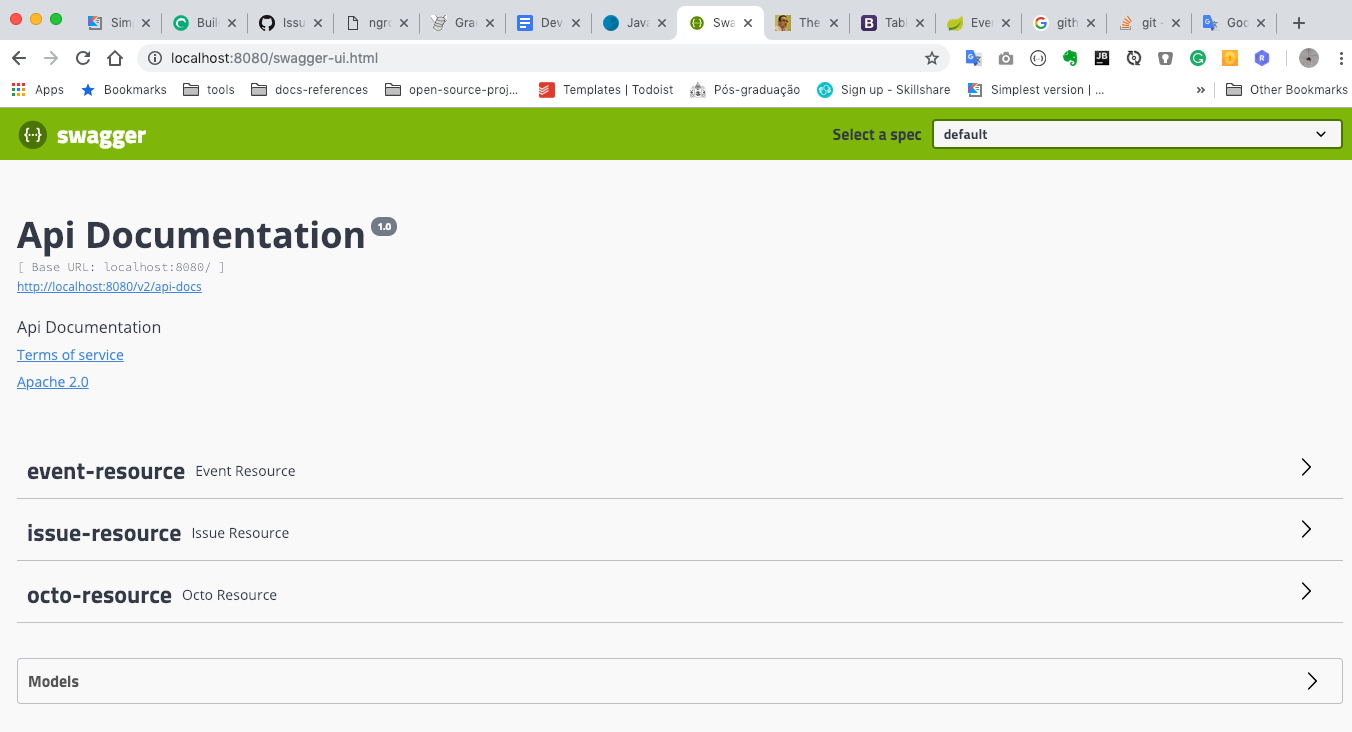 Sim Buil Issu ngro Gra Dev Java Swa The Tabl Even gith git - Goo
localhost:8080/swagger-ui.html
Apps Bookmarks tools docs-references open-source-proj... Templates | Todoist Pós-graduação Sign up - Skillshare Simplest version | ... » Other Bookmarks
swagger Select a spec default
Api Documentation 1.0
[ Base URL: localhost:8080/ ]
http://localhost:8080/v2/api-docs
Api Documentation
Terms of service
Apache 2.0
event-resource Event Resource
issue-resource Issue Resource
octo-resource Octo Resource
Models